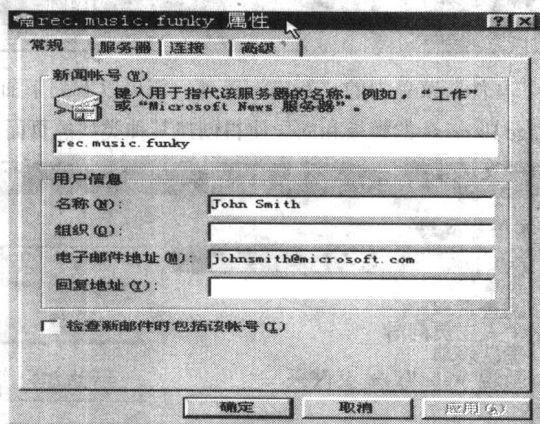 rec.music.funky 属性
常规 服务器 连接 高级
新闻帐号(W)
键入用于指代该服务器的名称。例如，“工作”
或“Microsoft News 服务器”。
rec.music.funky
用户信息
名称(N): John Smith
组织(O):
电子邮件地址(M): johnsmith@microsoft.com
回复地址(Y):
检查新邮件时包括该帐号(I)
确定 取消 应用(A)